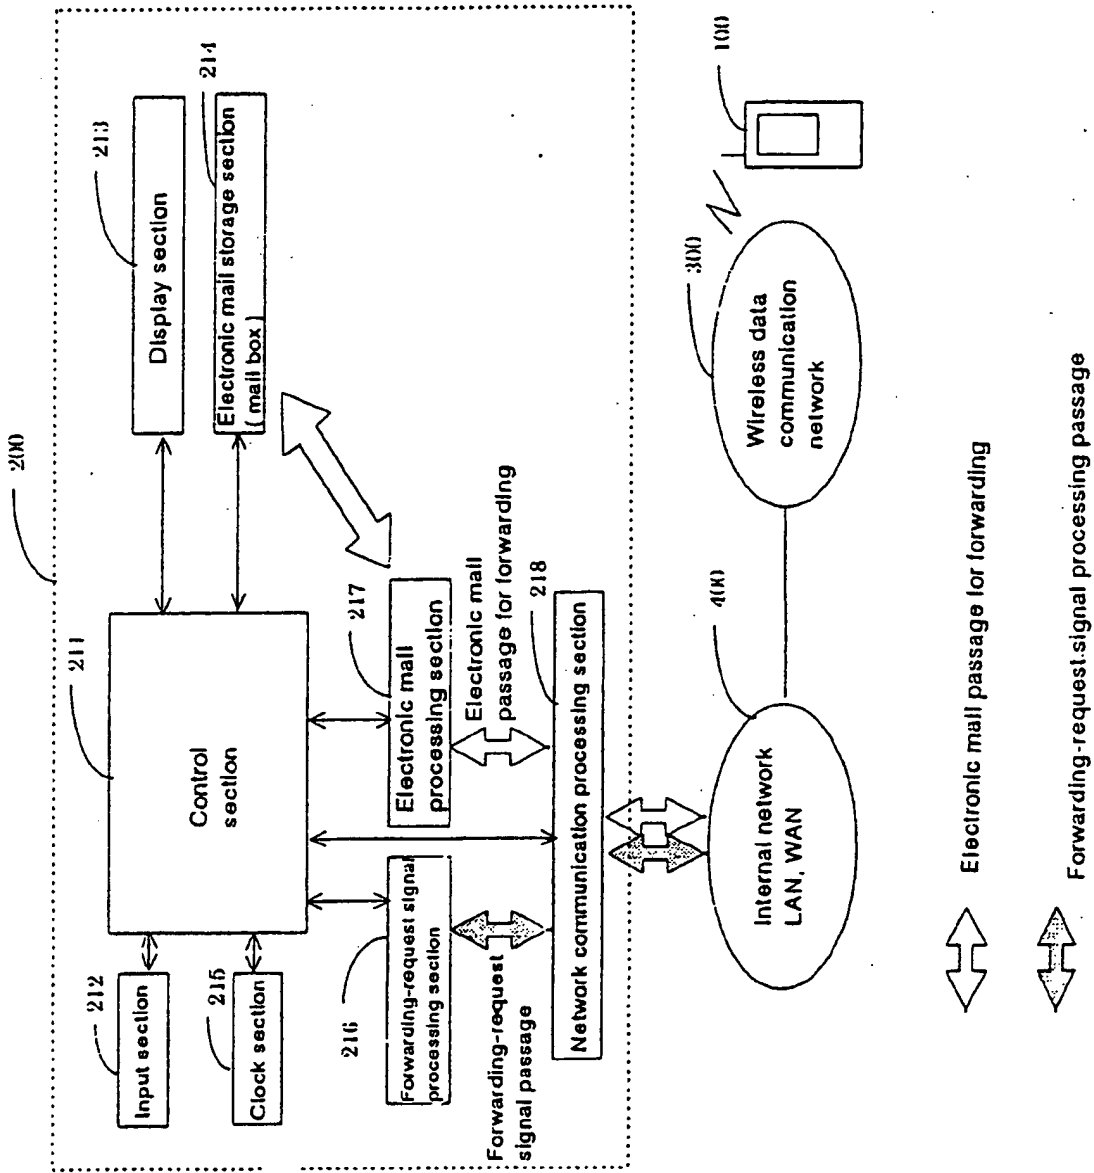 200
211
Control
section
212
Input section
215
Clock section
213
Display section
214
Electronic mail storage section
( mail box )
216
Forwarding-request signal
processing section
217
Electronic mail
processing section
Electronic mail
passage for forwarding
Forwarding-request
signal passage
218
Network communication processing section
400
Internal network
LAN, WAN
300
Wireless data
communication
network
100
Electronic mail passage for forwarding
Forwarding-request signal processing passage